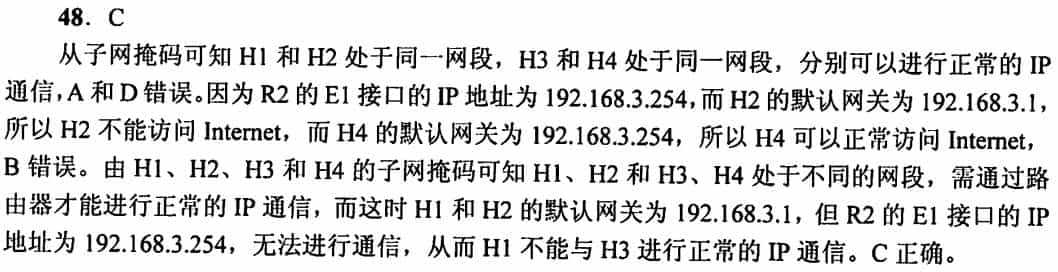 48. C
从子网掩码可知 H1 和 H2 处于同一网段，H3 和 H4 处于同一网段，分别可以进行正常的 IP
通信，A 和 D 错误。因为 R2 的 E1 接口的 IP 地址为 192.168.3.254，而 H2 的默认网关为 192.168.3.1，
所以 H2 不能访问 Internet，而 H4 的默认网关为 192.168.3.254，所以 H4 可以正常访问 Internet，
B 错误。由 H1、H2、H3 和 H4 的子网掩码可知 H1、H2 和 H3、H4 处于不同的网段，需通过路
由器才能进行正常的 IP 通信，而这时 H1 和 H2 的默认网关为 192.168.3.1，但 R2 的 E1 接口的 IP
地址为 192.168.3.254，无法进行通信，从而 H1 不能与 H3 进行正常的 IP 通信。C 正确。